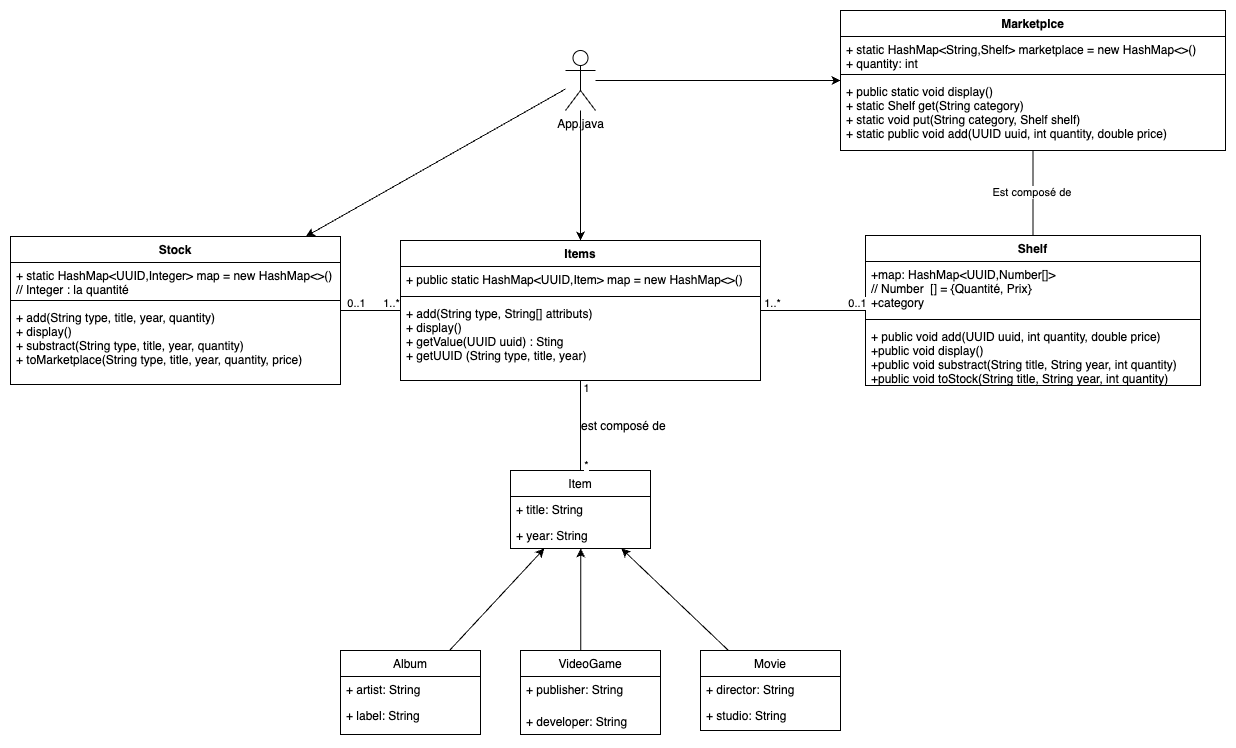 Marketplce
+ static HashMap<String,Shelf> marketplace = new HashMap<>()
+ quantity: int
+ public static void display()
+ static Shelf get(String category)
+ static void put(String category, Shelf shelf)
+ static public void add(UUID uuid, int quantity, double price)
App.java
Est composé de
Stock
+ static HashMap<UUID,Integer> map = new HashMap<>()
// Integer : la quantité
+ add(String type, title, year, quantity)
+ display()
+ substract(String type, title, year, quantity)
+ toMarketplace(String type, title, year, quantity, price)
0..1
1..*
Items
+ public static HashMap<UUID,Item> map = new HashMap<>()
+ add(String type, String[] attributs)
+ display()
+ getValue(UUID uuid) : Sting
+ getUUID (String type, title, year)
1..*
0..1
Shelf
+map: HashMap<UUID,Number[]>
// Number  [] = {Quantité, Prix}
+category
+ public void add(UUID uuid, int quantity, double price)
+public void display()
+public void substract(String title, String year, int quantity)
+public void toStock(String title, String year, int quantity)
1
est composé de
*
Item
+ title: String
+ year: String
Album
+ artist: String
+ label: String
VideoGame
+ publisher: String
+ developer: String
Movie
+ director: String
+ studio: String